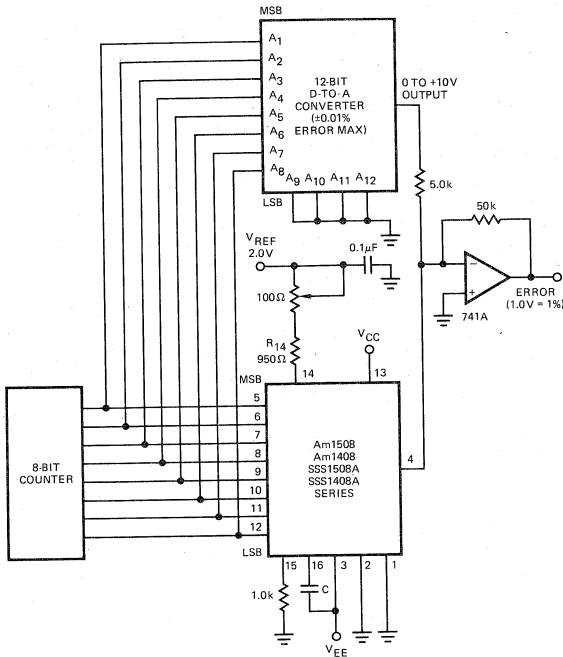 MSB
A1
A2
A3
A4
A5
A6
A7
A8
12-BIT
D-TO-A
CONVERTER
(±0.01%
ERROR MAX)
A9 A10 A11 A12
LSB
0 TO +10V
OUTPUT
5.0k
50k
VREF
2.0V
0.1μF
100Ω
R14
950Ω
VCC
−
+
741A
ERROR
(1.0V = 1%)
MSB
14
13
8-BIT
COUNTER
5
6
7
8
9
10
11
12
Am1508
Am1408
SSS1508A
SSS1408A
SERIES
4
LSB
15
16
3
2
1
1.0k
C
VEE